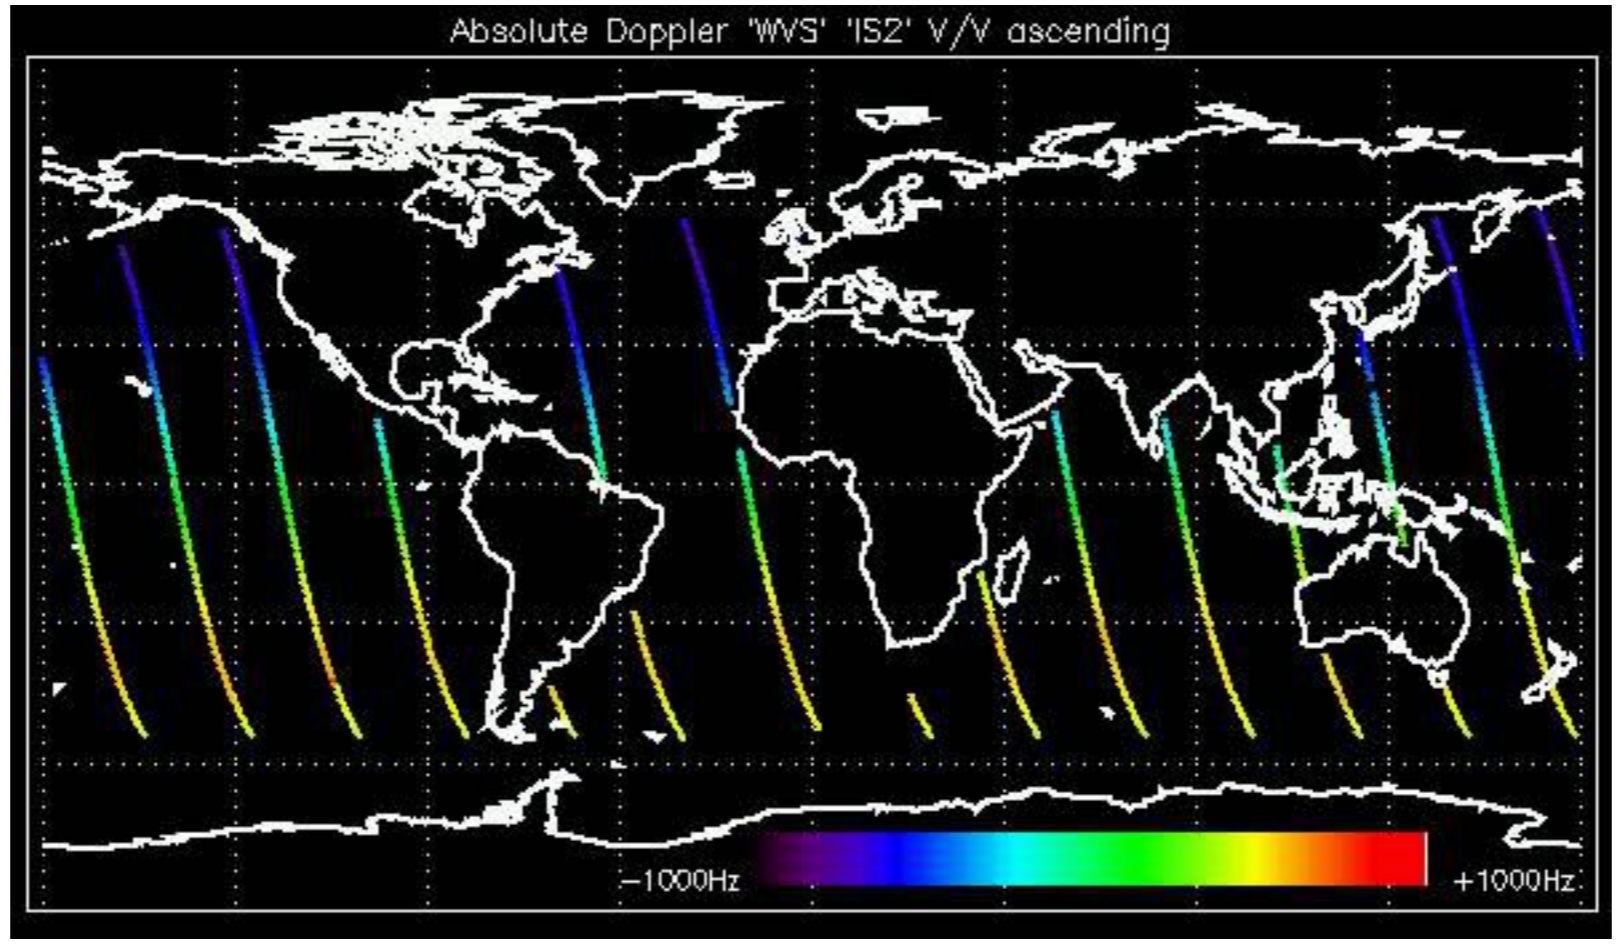 Absolute Doppler 'WVS' 'IS2' V/V ascending
−1000Hz +1000Hz